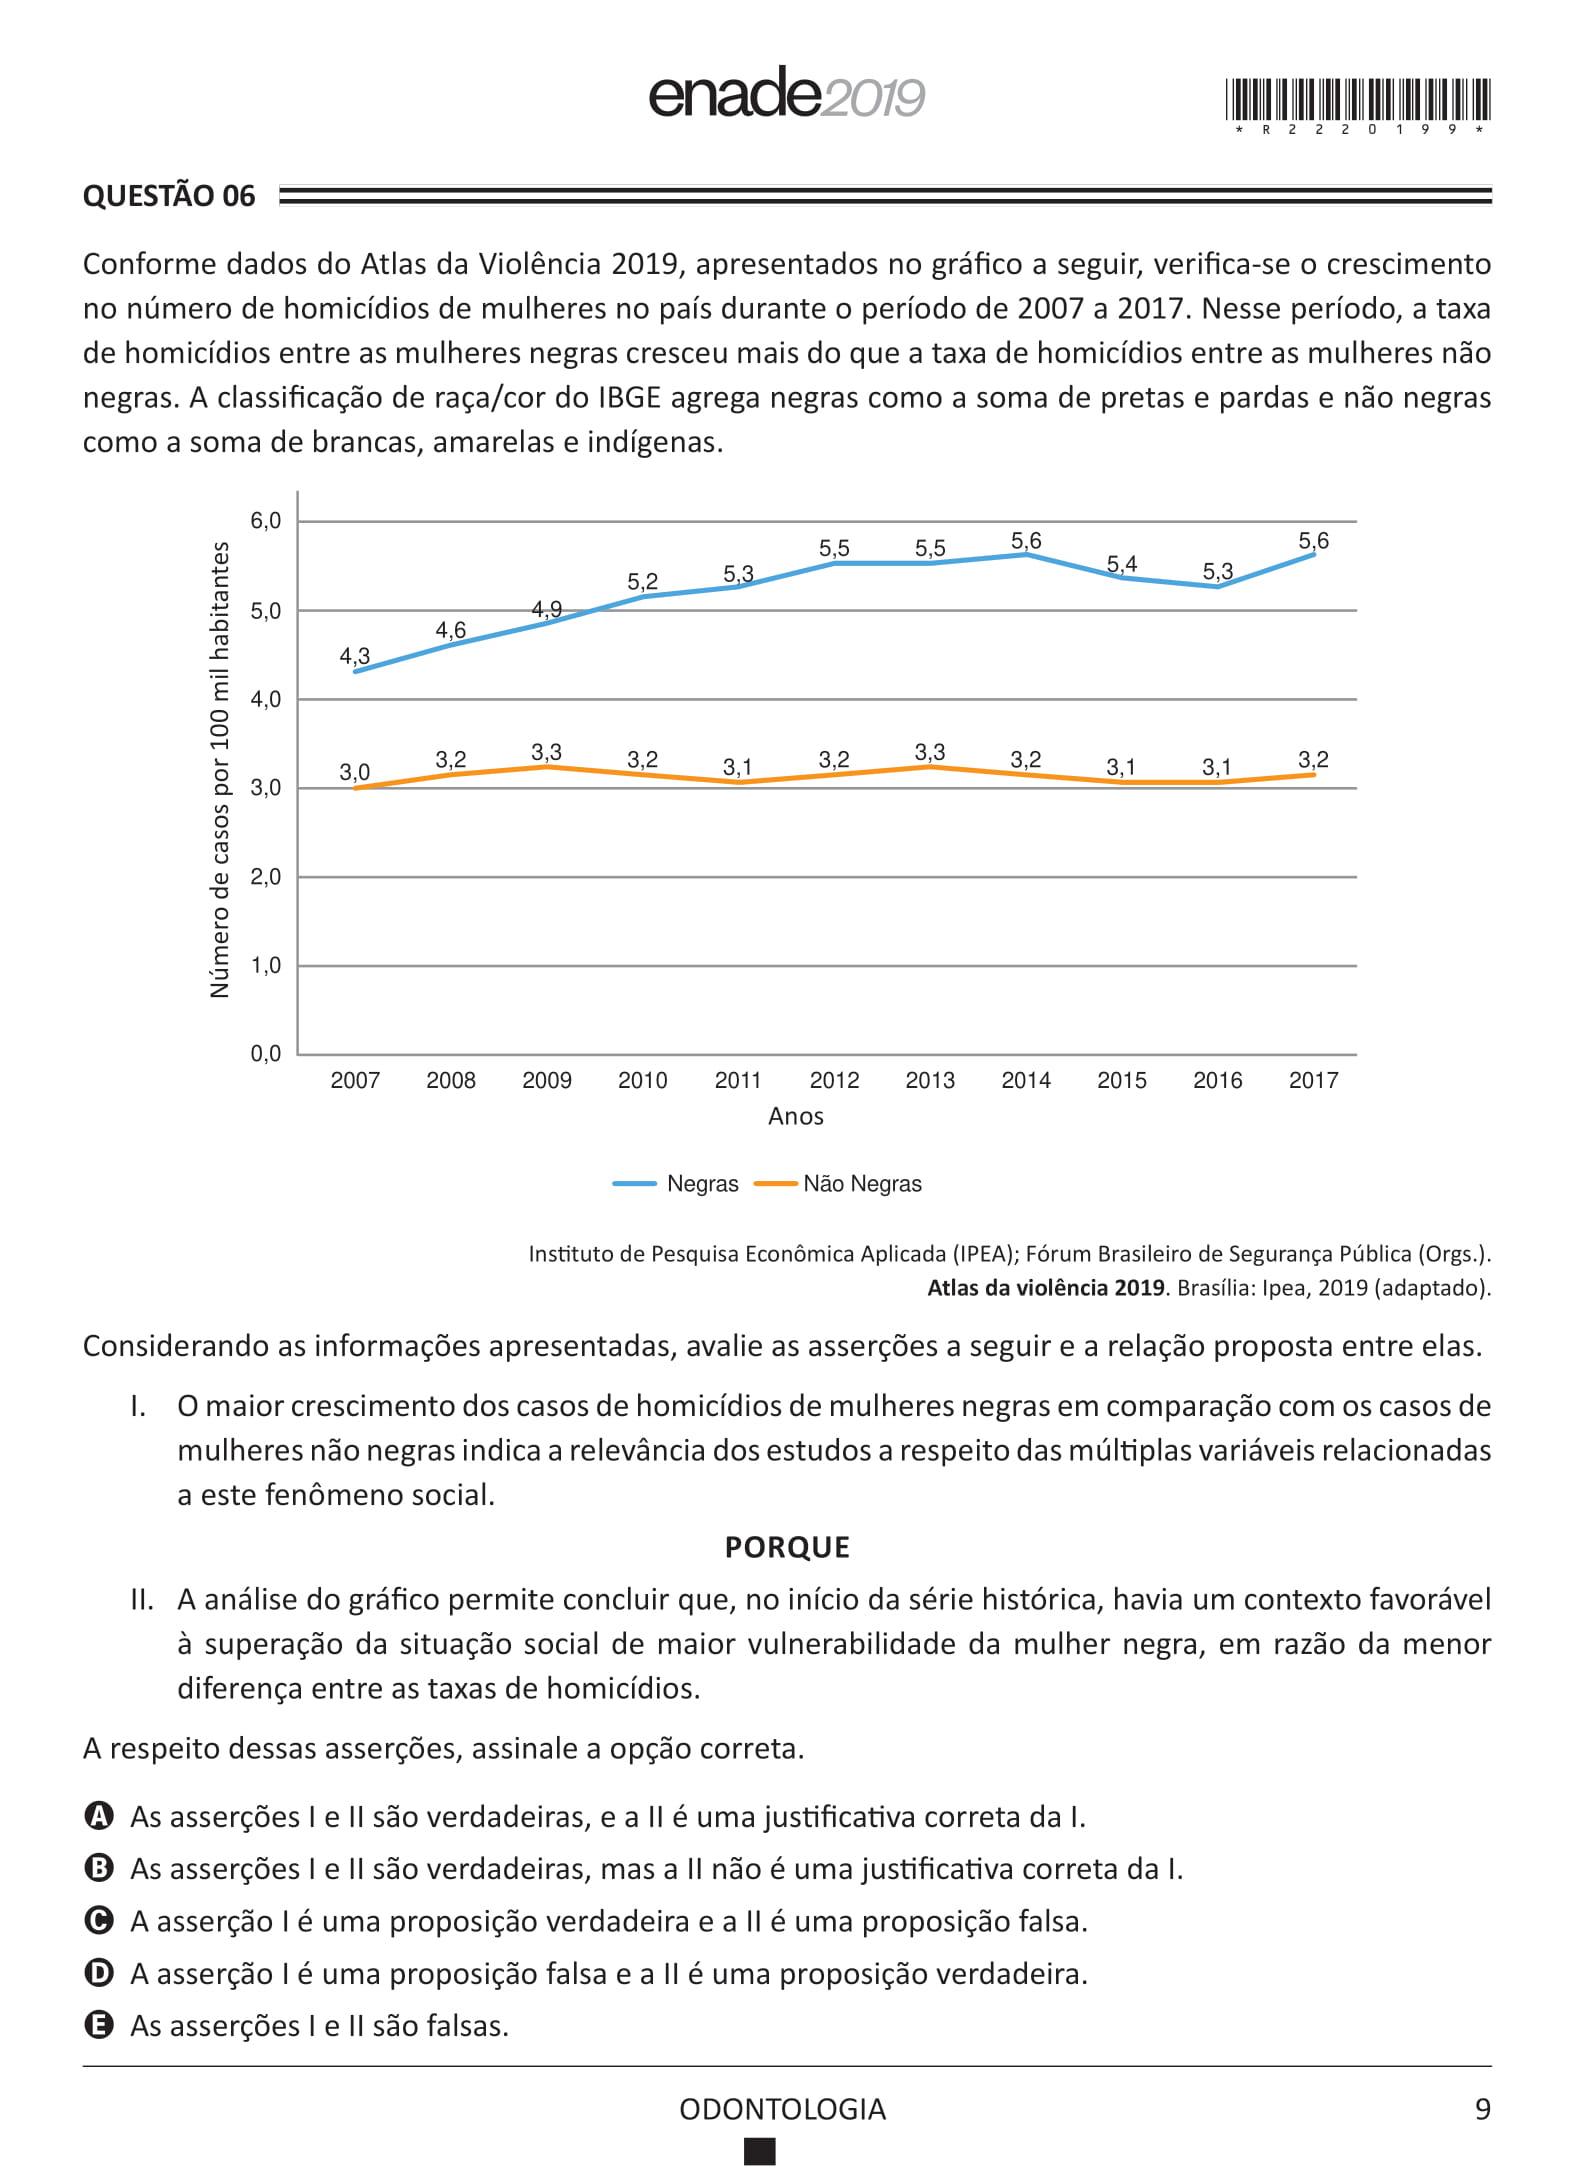 enade2019
*R2220199*
QUESTÃO 06
Conforme dados do Atlas da Violência 2019, apresentados no gráfico a seguir, verifica-se o crescimento
no número de homicídios de mulheres no país durante o período de 2007 a 2017. Nesse período, a taxa
de homicídios entre as mulheres negras cresceu mais do que a taxa de homicídios entre as mulheres não
negras. A classificação de raça/cor do IBGE agrega negras como a soma de pretas e pardas e não negras
como a soma de brancas, amarelas e indígenas.
Número de casos por 100 mil habitantes
6,0
5,0
4,0
3,0
2,0
1,0
0,0
4,3 4,6 4,9 5,2 5,3 5,5 5,5 5,6 5,4 5,3 5,6
3,0 3,2 3,3 3,2 3,1 3,2 3,3 3,2 3,1 3,1 3,2
2007 2008 2009 2010 2011 2012 2013 2014 2015 2016 2017
Anos
Negras Não Negras
Instituto de Pesquisa Econômica Aplicada (IPEA); Fórum Brasileiro de Segurança Pública (Orgs.).
Atlas da violência 2019. Brasília: Ipea, 2019 (adaptado).
Considerando as informações apresentadas, avalie as asserções a seguir e a relação proposta entre elas.
I. O maior crescimento dos casos de homicídios de mulheres negras em comparação com os casos de
mulheres não negras indica a relevância dos estudos a respeito das múltiplas variáveis relacionadas
a este fenômeno social.
PORQUE
II. A análise do gráfico permite concluir que, no início da série histórica, havia um contexto favorável
à superação da situação social de maior vulnerabilidade da mulher negra, em razão da menor
diferença entre as taxas de homicídios.
A respeito dessas asserções, assinale a opção correta.
A As asserções I e II são verdadeiras, e a II é uma justificativa correta da I.
B As asserções I e II são verdadeiras, mas a II não é uma justificativa correta da I.
C A asserção I é uma proposição verdadeira e a II é uma proposição falsa.
D A asserção I é uma proposição falsa e a II é uma proposição verdadeira.
E As asserções I e II são falsas.
ODONTOLOGIA
9